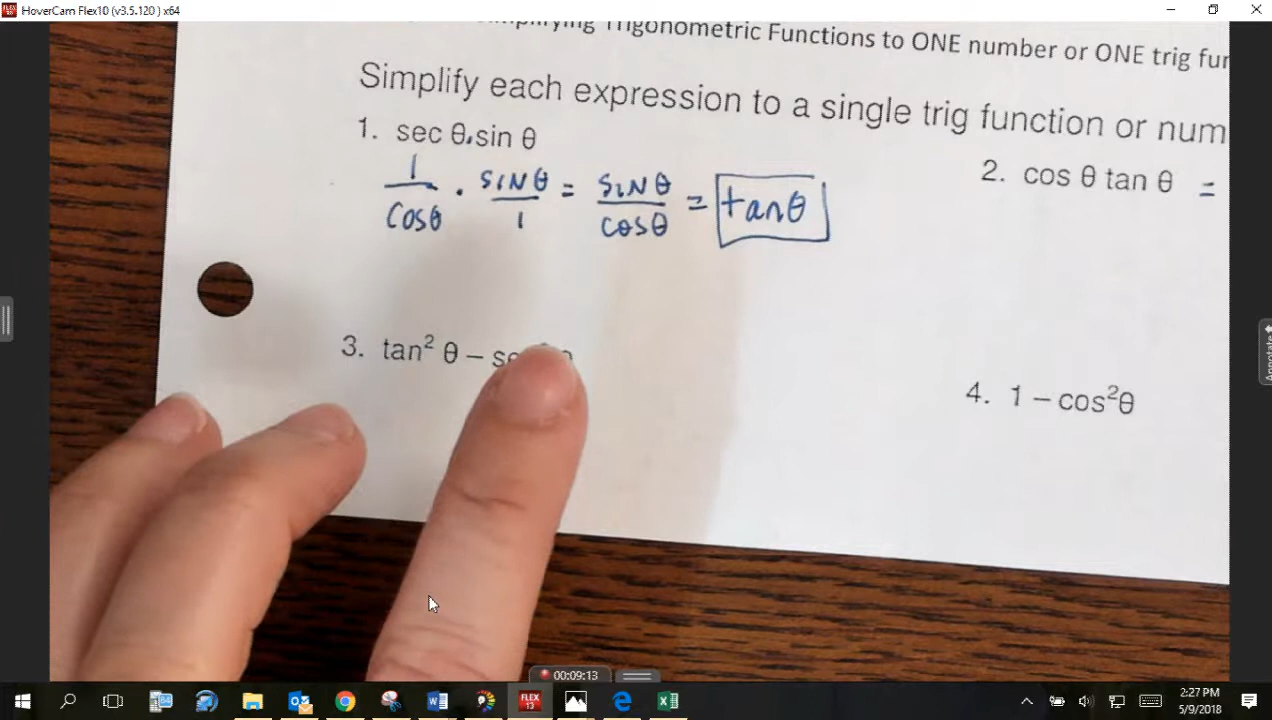 HoverCam Flex10 (v3.5.120 ) x64
Trigonometric Functions to ONE number or ONE trig
Simplify each expression to a single trig function or num
1. sec θ.sin θ
1/cosθ · sinθ/1 = sinθ/cosθ = tanθ
2. cos θ tan θ =
3. tan² θ –
4. 1 – cos²θ
Annotate
00:09:13
FLEX
2:27 PM
5/9/2018